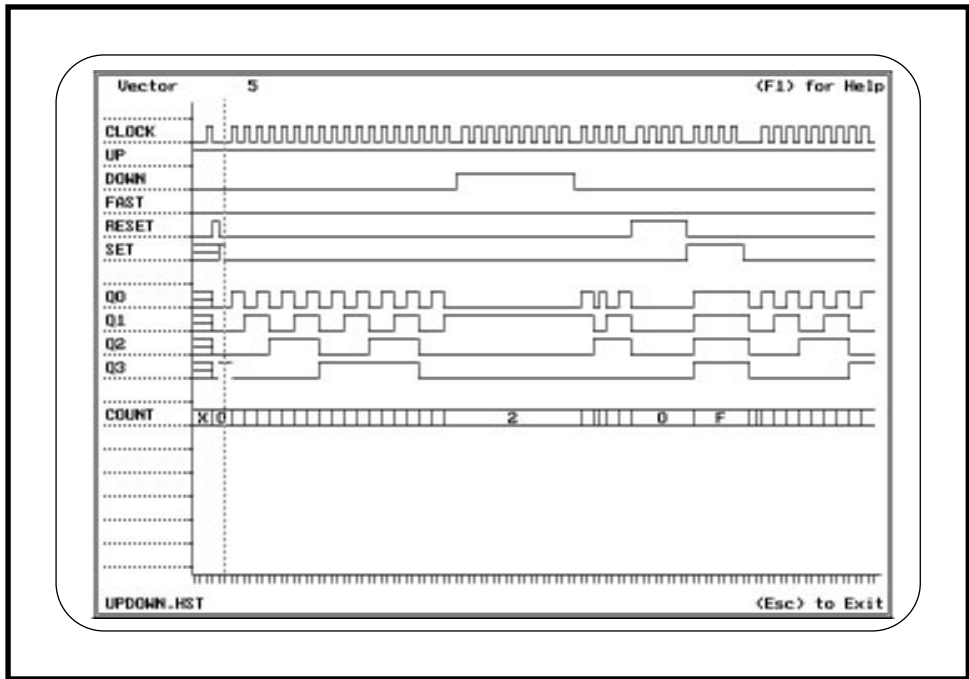 Vector 5 (F1) for Help
CLOCK
UP
DOWN
FAST
RESET
SET
Q0
Q1
Q2
Q3
COUNT X 0 2 0 F
UPDOWN.HST (Esc) to Exit